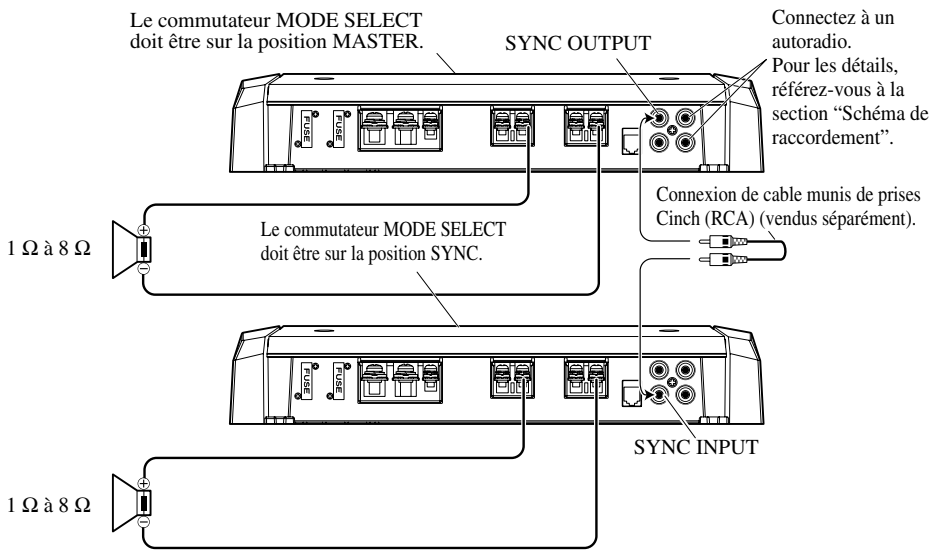 Le commutateur MODE SELECT
doit être sur la position MASTER.
SYNC OUTPUT
Connectez à un
autoradio.
Pour les détails,
référez-vous à la
section “Schéma de
raccordement”.
FUSE
FUSE
Connexion de cable munis de prises
Cinch (RCA) (vendus séparément).
+
1 Ω à 8 Ω
−
Le commutateur MODE SELECT
doit être sur la position SYNC.
FUSE
FUSE
SYNC INPUT
+
1 Ω à 8 Ω
−